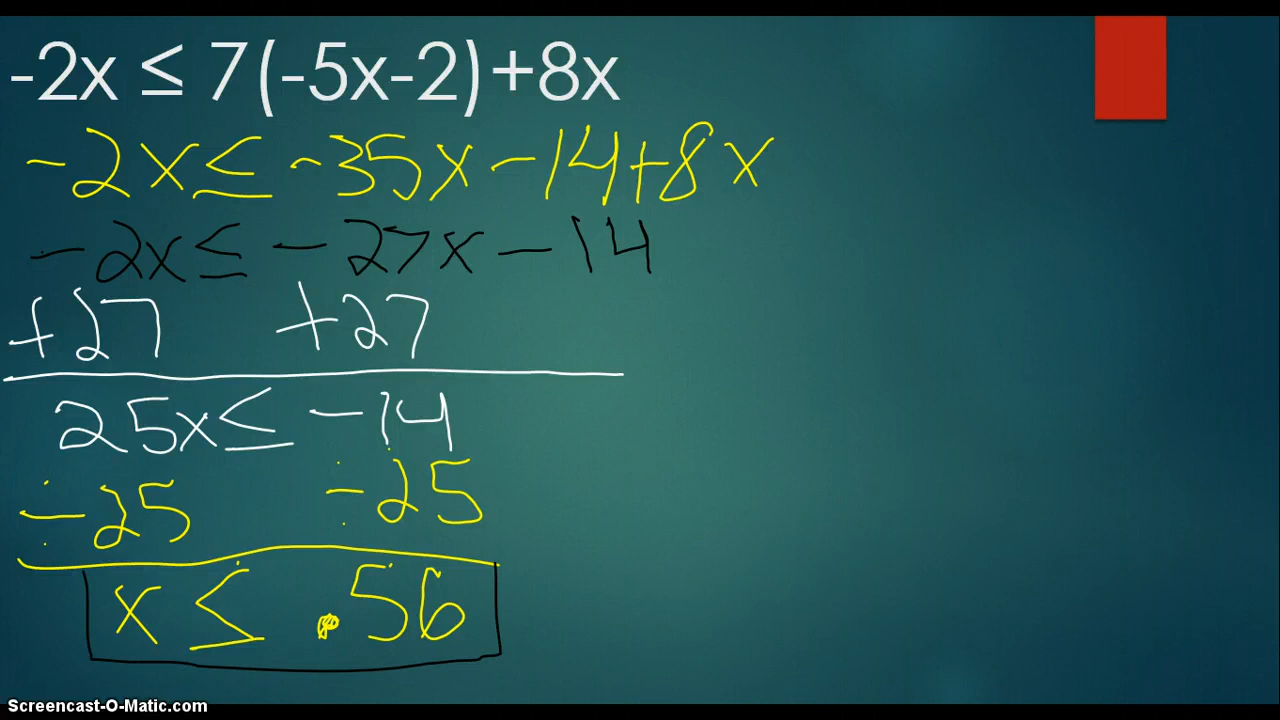 -2x ≤ 7(-5x-2)+8x
-2x ≤ -35x -14+8x
-2x ≤ -27x -14
+27 +27
25x ≤ -14
÷25 ÷25
x ≤ .56
Screencast-O-Matic.com